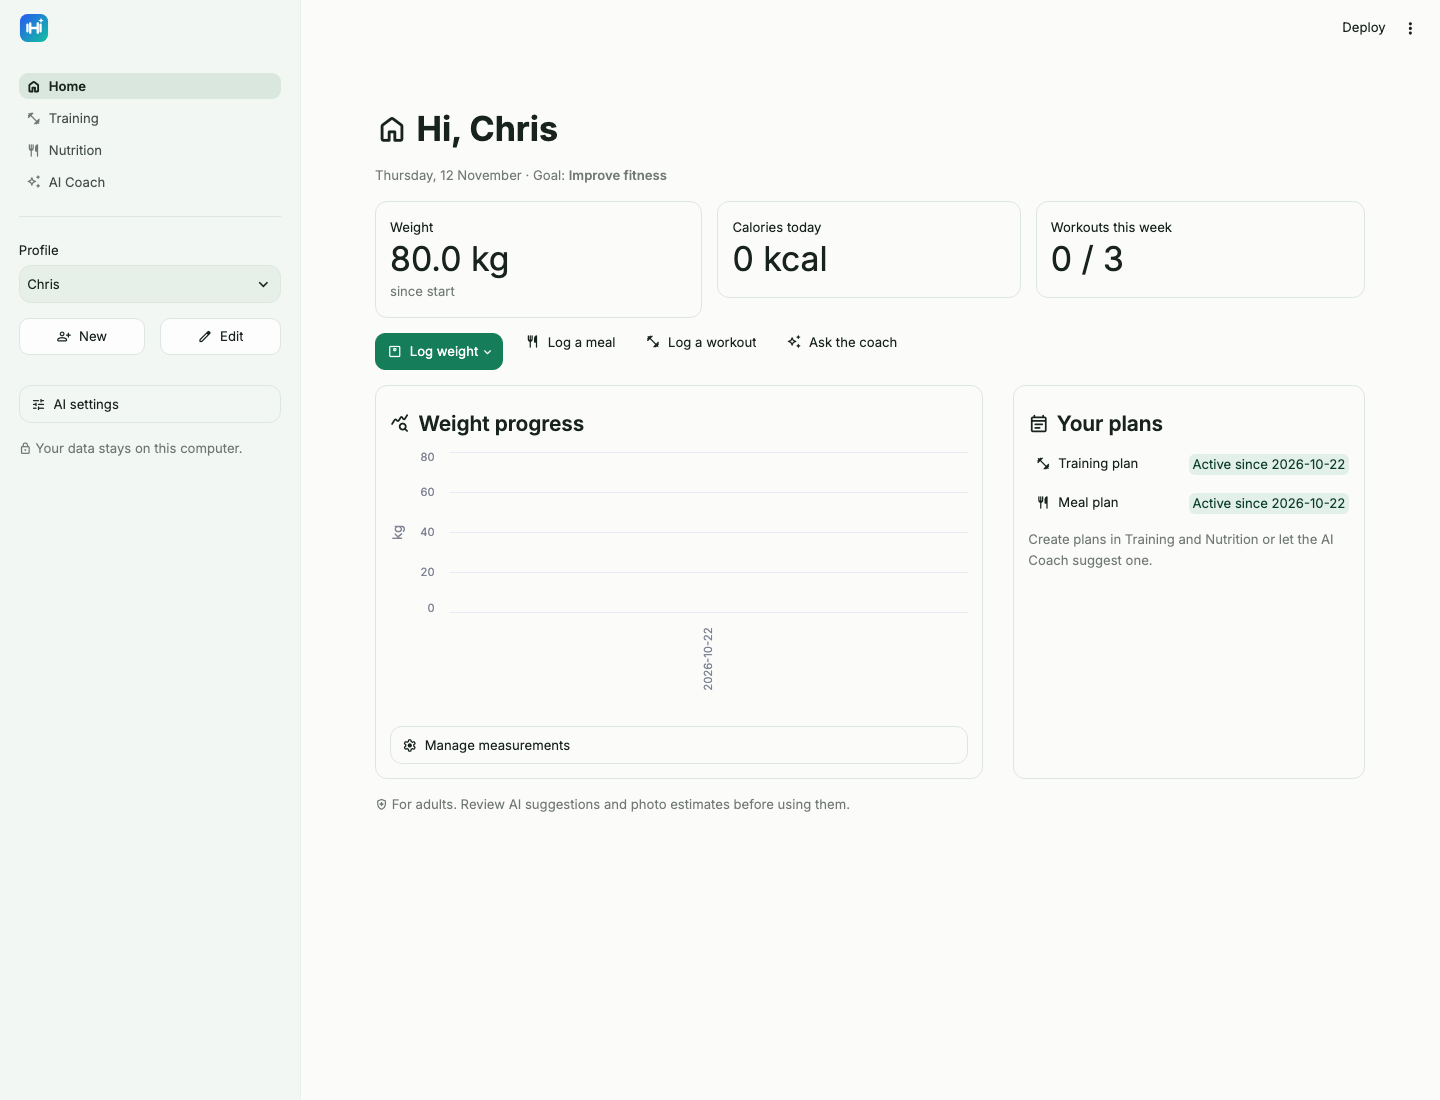 Deploy
Home
Training
Nutrition
AI Coach
Profile
Chris
New
Edit
AI settings
Your data stays on this computer.
Hi, Chris
Thursday, 12 November · Goal: Improve fitness
Weight
80.0 kg
since start
Calories today
0 kcal
Workouts this week
0 / 3
Log weight
Log a meal
Log a workout
Ask the coach
Weight progress
80
60
40
20
0
kg
2026-10-22
Manage measurements
Your plans
Training plan
Active since 2026-10-22
Meal plan
Active since 2026-10-22
Create plans in Training and Nutrition or let the AI
Coach suggest one.
For adults. Review AI suggestions and photo estimates before using them.